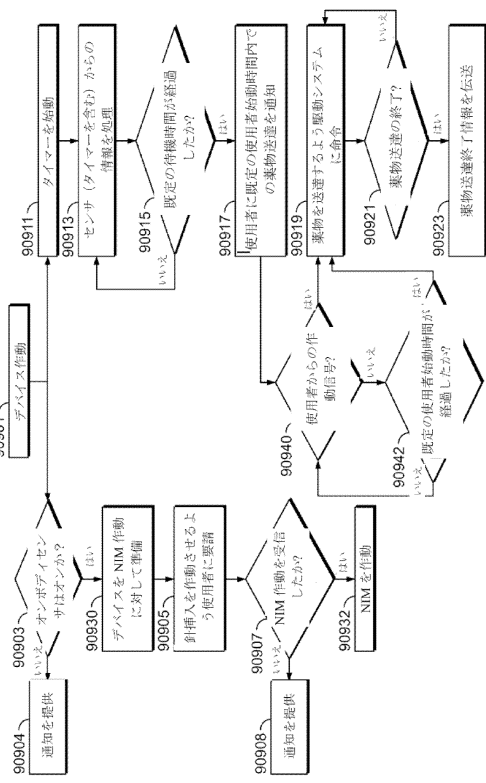 デバイス作動
90903
オンボディセン
サはオンか?
いいえ
90904
通知を提供
はい
90930
デバイスを NIM 作動
に対して準備
90905
針挿入を作動させるよ
う使用者に要請
90907
NIM 作動を受信
したか?
いいえ
90908
通知を提供
はい
90932
NIM を作動
90911
タイマーを始動
90913
センサ（タイマーを含む）からの
情報を処理
90915
既定の待機時間が経過
したか?
いいえ
はい
90917
使用者に既定の使用者始動時間内で
の薬物送達を通知
90940
使用者からの作
動信号?
はい
いいえ
90942
既定の使用者始動時間が
経過したか?
いいえ
はい
90919
薬物を送達するよう駆動システム
に命令
90921
薬物送達の終了?
いいえ
はい
90923
薬物送達終了情報を伝送